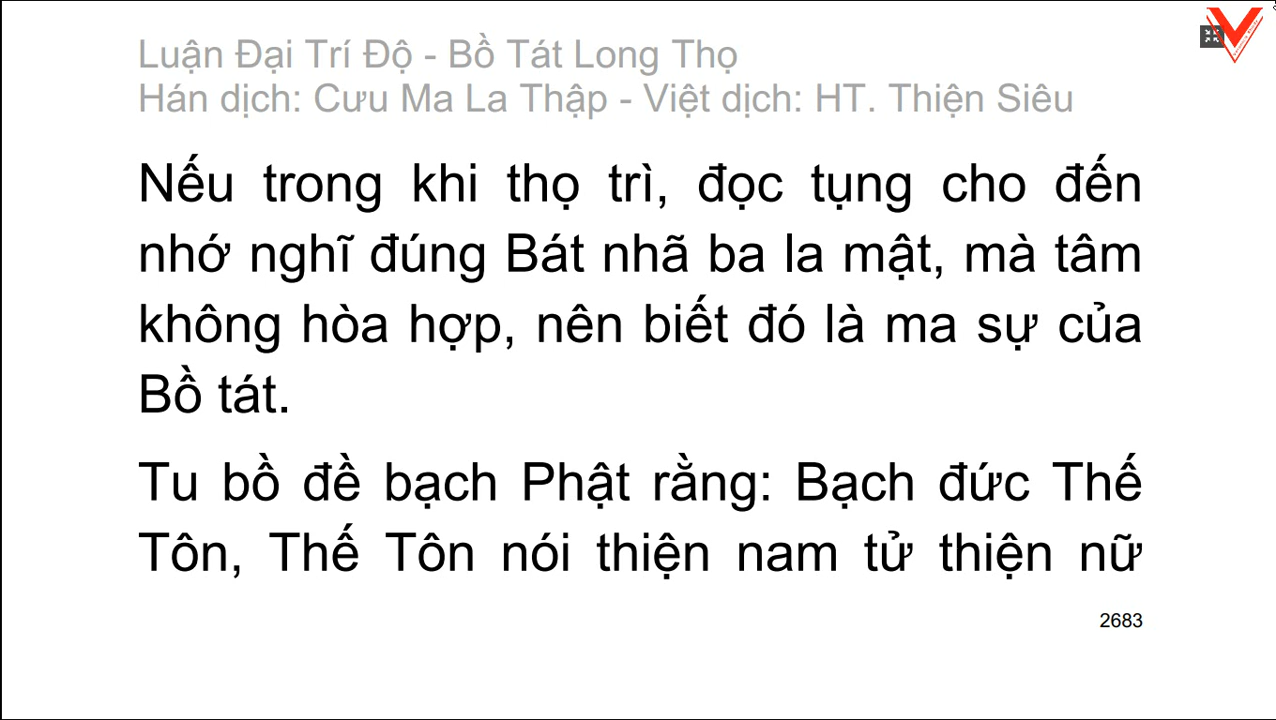 Luận Đại Trí Độ - Bồ Tát Long Thọ
Hán dịch: Cưu Ma La Thập - Việt dịch: HT. Thiện Siêu
Nếu trong khi thọ trì, đọc tụng cho đến
nhớ nghĩ đúng Bát nhã ba la mật, mà tâm
không hòa hợp, nên biết đó là ma sự của
Bồ tát.
Tu bồ đề bạch Phật rằng: Bạch đức Thế
Tôn, Thế Tôn nói thiện nam tử thiện nữ
2683